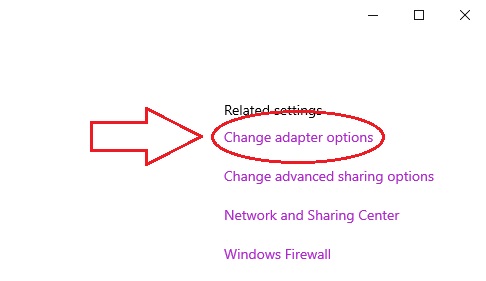 Related settings
Change adapter options
Change advanced sharing options
Network and Sharing Center
Windows Firewall